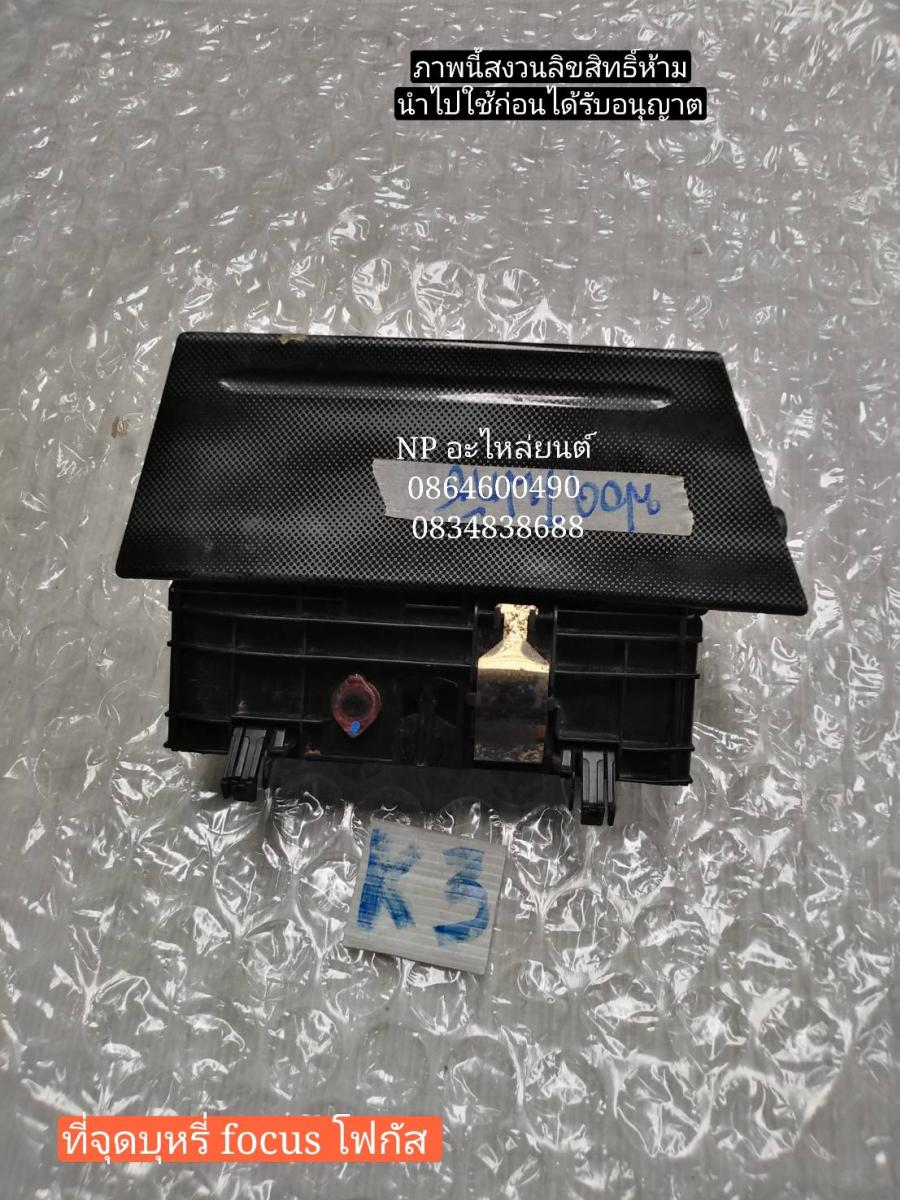 ภาพนี้สงวนลิขสิทธิ์ห้าม
นำไปใช้ก่อนได้รับอนุญาต
NP อะไหล่ยนต์
0864600490
0834838688
K3
ที่จุดบุหรี่ focus โฟกัส